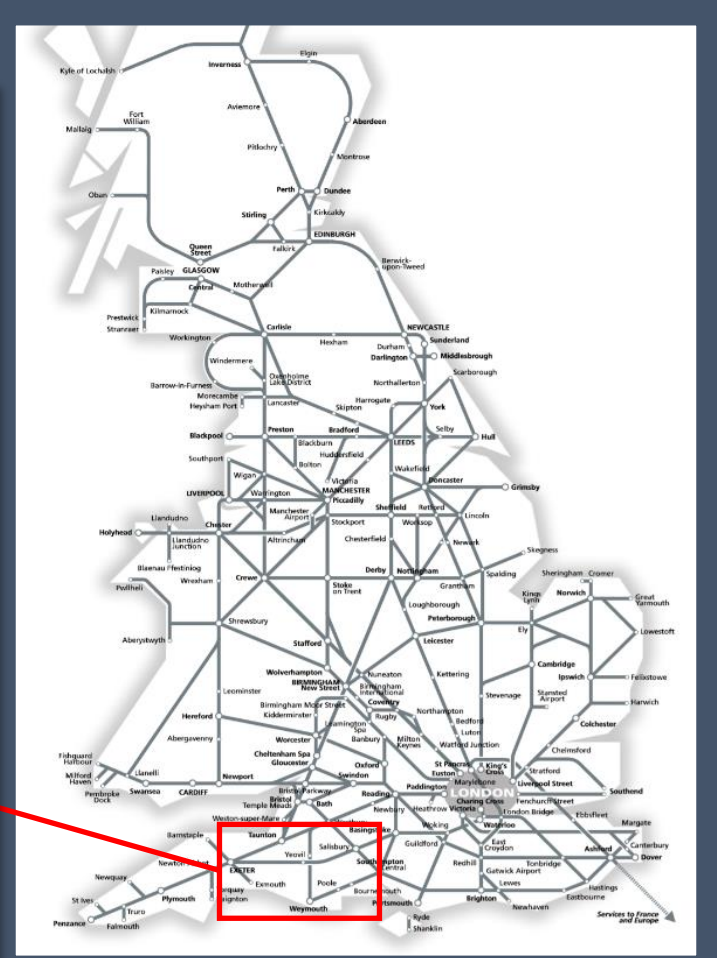 Elgin
Inverness
Kyle of Lochalsh
Aviemore
Fort
William
Mallaig
Aberdeen
Pitlochry
Montrose
Perth
Dundee
Oban
Stirling
Kirkcaldy
Queen
Street
EDINBURGH
Falkirk
Berwick-
upon-Tweed
Paisley
GLASGOW
Central
Motherwell
Prestwick
Kilmarnock
Stranraer
Carlisle
NEWCASTLE
Workington
Hexham
Sunderland
Durham
Darlington
Middlesbrough
Windermere
Scarborough
Oxenholme
Lake District
Barrow-in-Furness
Northallerton
Morecambe
Heysham Port
Lancaster
Harrogate
York
Skipton
Blackpool
Preston
Bradford
LEEDS
Selby
Hull
Blackburn
Huddersfield
Southport
Bolton
Wakefield
Wigan
Victoria
Doncaster
LIVERPOOL
Warrington
MANCHESTER
Piccadilly
Grimsby
Manchester
Airport
Sheffield
Retford
Lincoln
Llandudno
Chester
Stockport
Worksop
Holyhead
Llandudno
Junction
Altrincham
Chesterfield
Newark
Skegness
Blaenau Ffestiniog
Derby
Nottingham
Wrexham
Crewe
Stoke
on Trent
Grantham
Spalding
Sheringham
Cromer
Pwllheli
Kings
Lynn
Norwich
Great
Yarmouth
Loughborough
Peterborough
Shrewsbury
Ely
Lowestoft
Aberystwyth
Stafford
Leicester
Wolverhampton
Cambridge
BIRMINGHAM
New Street
Nuneaton
Birmingham
International
Kettering
Ipswich
Felixstowe
Leominster
Birmingham Moor Street
Coventry
Stevenage
Stansted
Airport
Kidderminster
Rugby
Northampton
Harwich
Hereford
Leamington
Spa
Bedford
Colchester
Worcester
Banbury
Milton
Keynes
Luton
Abergavenny
Watford Junction
Chelmsford
Fishguard
Harbour
Cheltenham Spa
Gloucester
Oxford
St Pancras
King's
Cross
Milford
Haven
Llanelli
Newport
Swindon
Euston
Stratford
Marylebone
Pembroke
Dock
Swansea
CARDIFF
Bristol Parkway
Reading
Paddington
Liverpool Street
LONDON
Southend
Bristol
Temple Meads
Bath
Charing Cross
Fenchurch Street
Newbury
Heathrow
Victoria
London Bridge
Ebbsfleet
Weston-super-Mare
Waterloo
Margate
Barnstaple
Taunton
Basingstoke
Woking
Salisbury
East
Croydon
Canterbury
Yeovil
Guildford
Newquay
EXETER
Southampton
Central
Redhill
Tonbridge
Ashford
Dover
Gatwick Airport
Exmouth
Poole
Bournemouth
Lewes
Hastings
St Ives
Plymouth
Weymouth
Portsmouth
Brighton
Eastbourne
Truro
Newhaven
Penzance
Falmouth
Ryde
Shanklin
Services to France
and Europe